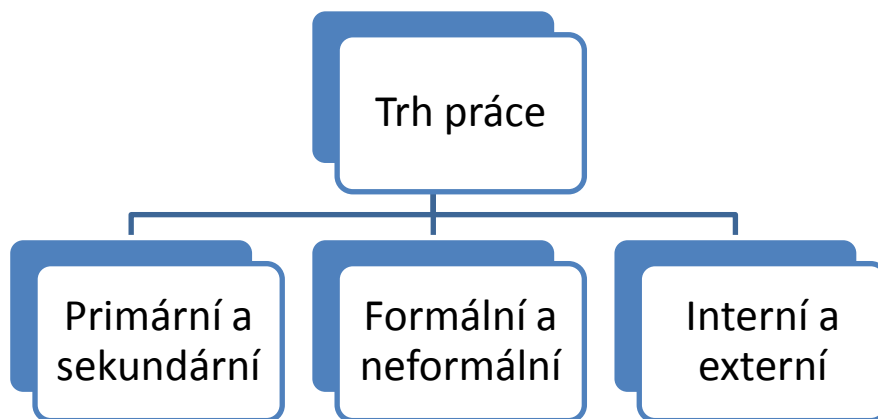 Trh práce
Primární a
sekundární
Formální a
neformální
Interní a
externí